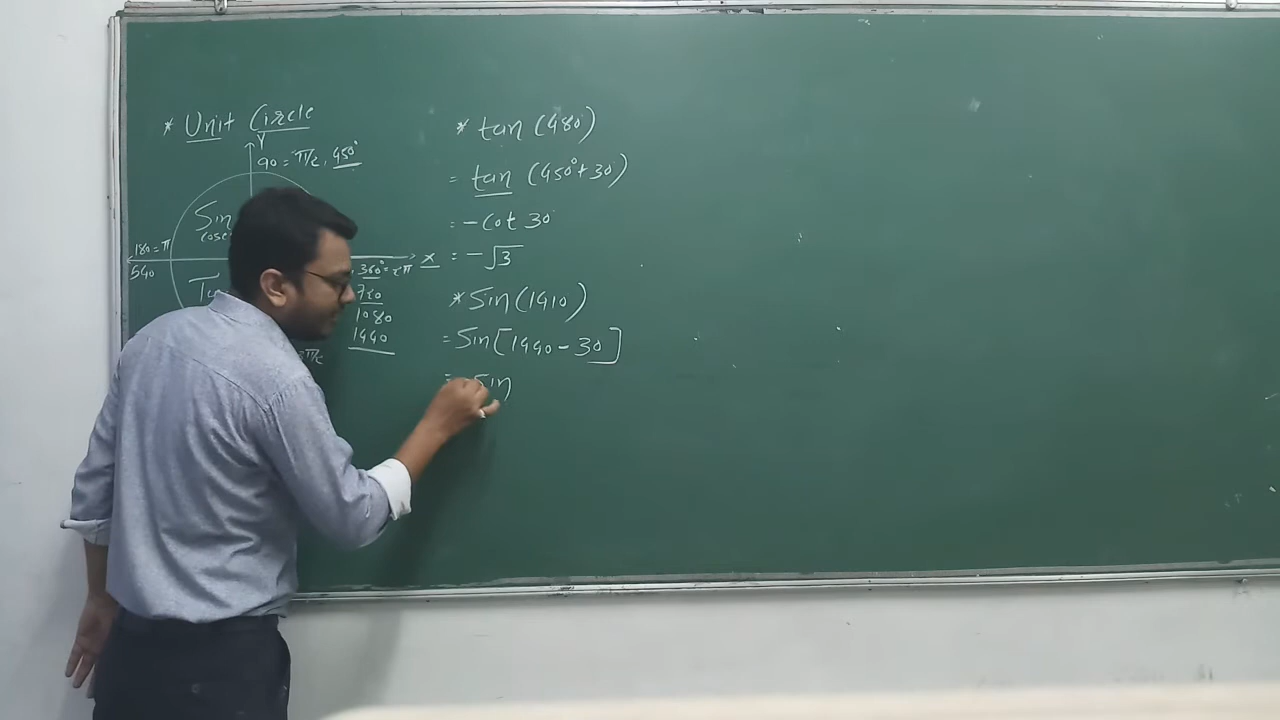 * Unit Circle
Y
90 = π/2, 450°
Sin
cosec
180 = π
540
x
360° = 2π
720
1080
1440
* tan (480°)
= tan (450° + 30)
= - cot 30
= - √3
* Sin (1410)
= Sin [1440 - 30]
= - Sin